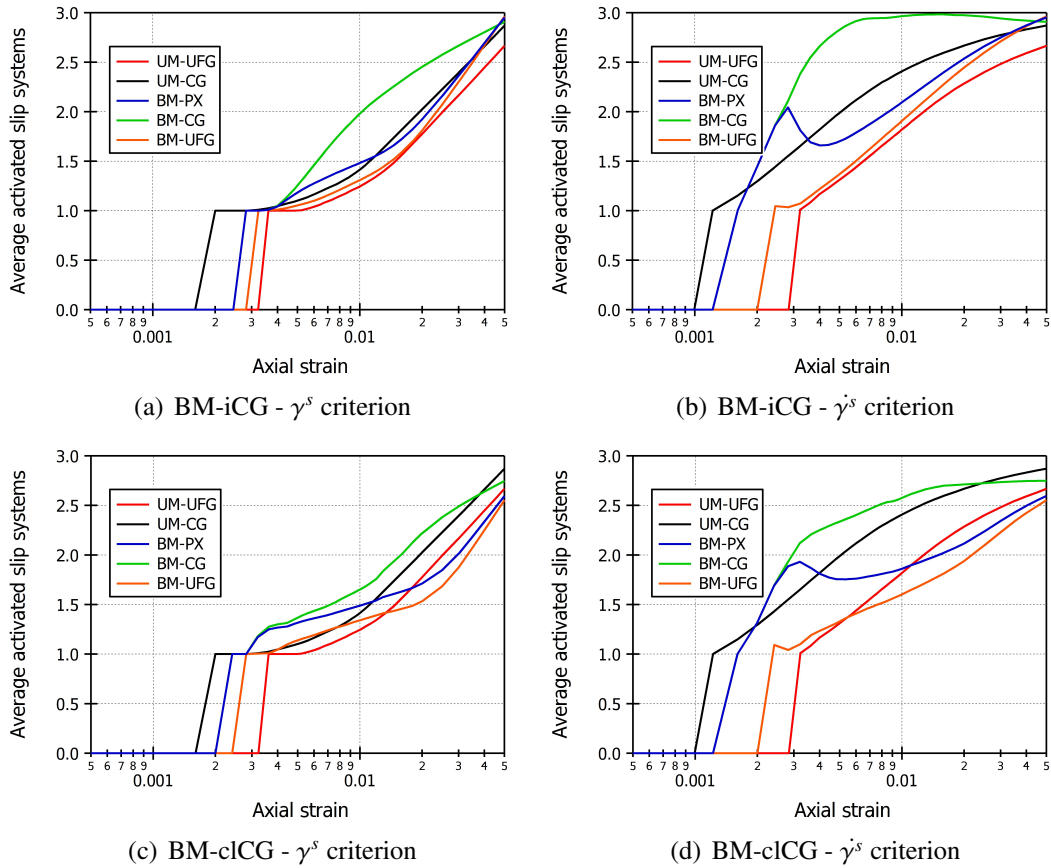 3.0
2.5
2.0
1.5
1.0
0.5
0.0
Average activated slip systems
UM-UFG
UM-CG
BM-PX
BM-CG
BM-UFG
5 6 7 8 9 2 3 4 5 6 7 8 9 2 3 4 5
0.001 0.01
Axial strain
(a) BM-iCG - γ^s criterion
3.0
2.5
2.0
1.5
1.0
0.5
0.0
Average activated slip systems
UM-UFG
UM-CG
BM-PX
BM-CG
BM-UFG
5 6 7 8 9 2 3 4 5 6 7 8 9 2 3 4 5
0.001 0.01
Axial strain
(b) BM-iCG - γ̇^s criterion
3.0
2.5
2.0
1.5
1.0
0.5
0.0
Average activated slip systems
UM-UFG
UM-CG
BM-PX
BM-CG
BM-UFG
5 6 7 8 9 2 3 4 5 6 7 8 9 2 3 4 5
0.001 0.01
Axial strain
(c) BM-clCG - γ^s criterion
3.0
2.5
2.0
1.5
1.0
0.5
0.0
Average activated slip systems
UM-UFG
UM-CG
BM-PX
BM-CG
BM-UFG
5 6 7 8 9 2 3 4 5 6 7 8 9 2 3 4 5
0.001 0.01
Axial strain
(d) BM-clCG - γ̇^s criterion